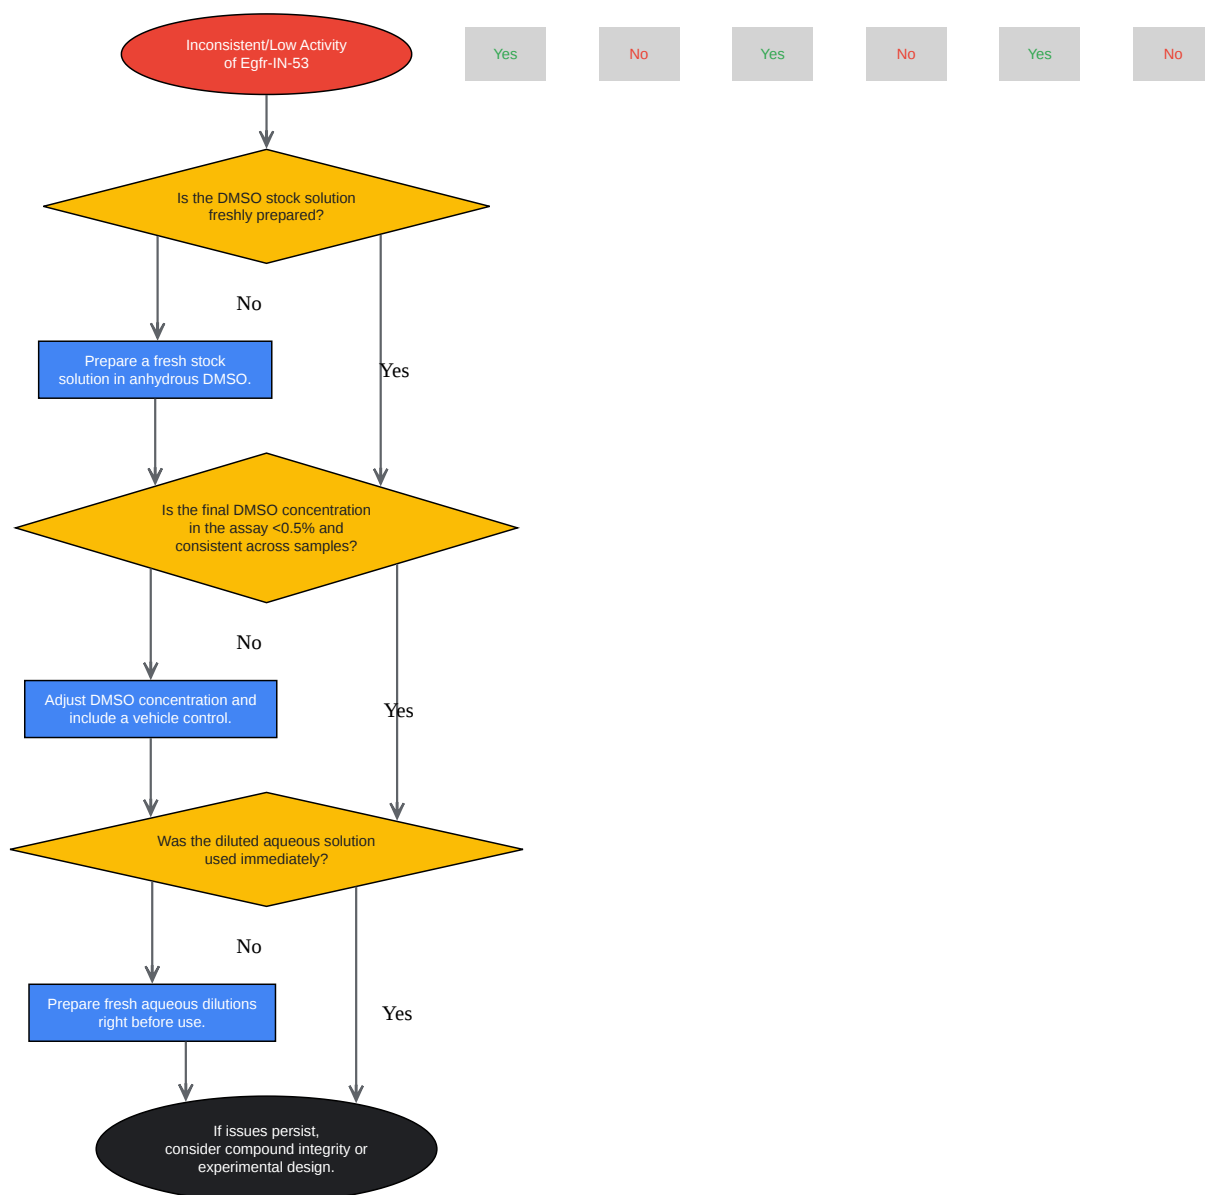 Inconsistent/Low Activity
of Egfr-IN-53
Yes
No
Yes
No
Yes
No
Is the DMSO stock solution
freshly prepared?
No
Prepare a fresh stock
solution in anhydrous DMSO.
Yes
Is the final DMSO concentration
in the assay <0.5% and
consistent across samples?
No
Adjust DMSO concentration and
include a vehicle control.
Yes
Was the diluted aqueous solution
used immediately?
No
Prepare fresh aqueous dilutions
right before use.
Yes
If issues persist,
consider compound integrity or
experimental design.